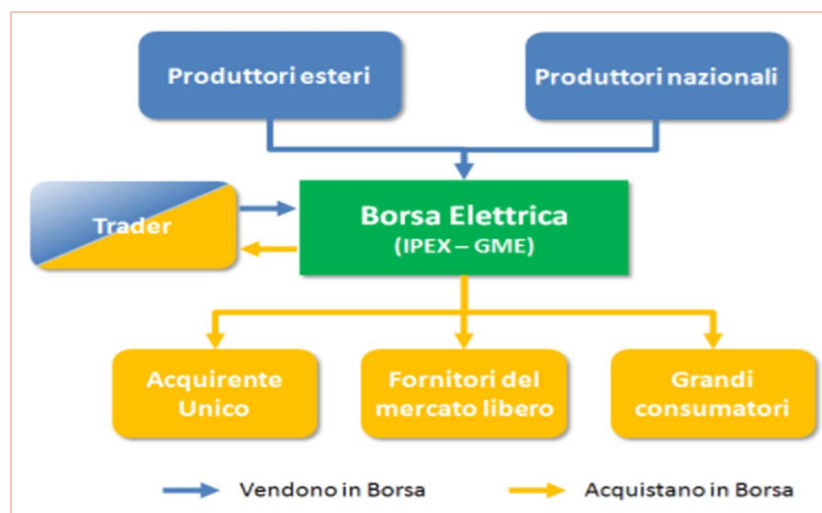 Produttori esteri
Produttori nazionali
Trader
Borsa Elettrica
(IPEX – GME)
Acquirente
Unico
Fornitori del
mercato libero
Grandi
consumatori
Vendono in Borsa
Acquistano in Borsa